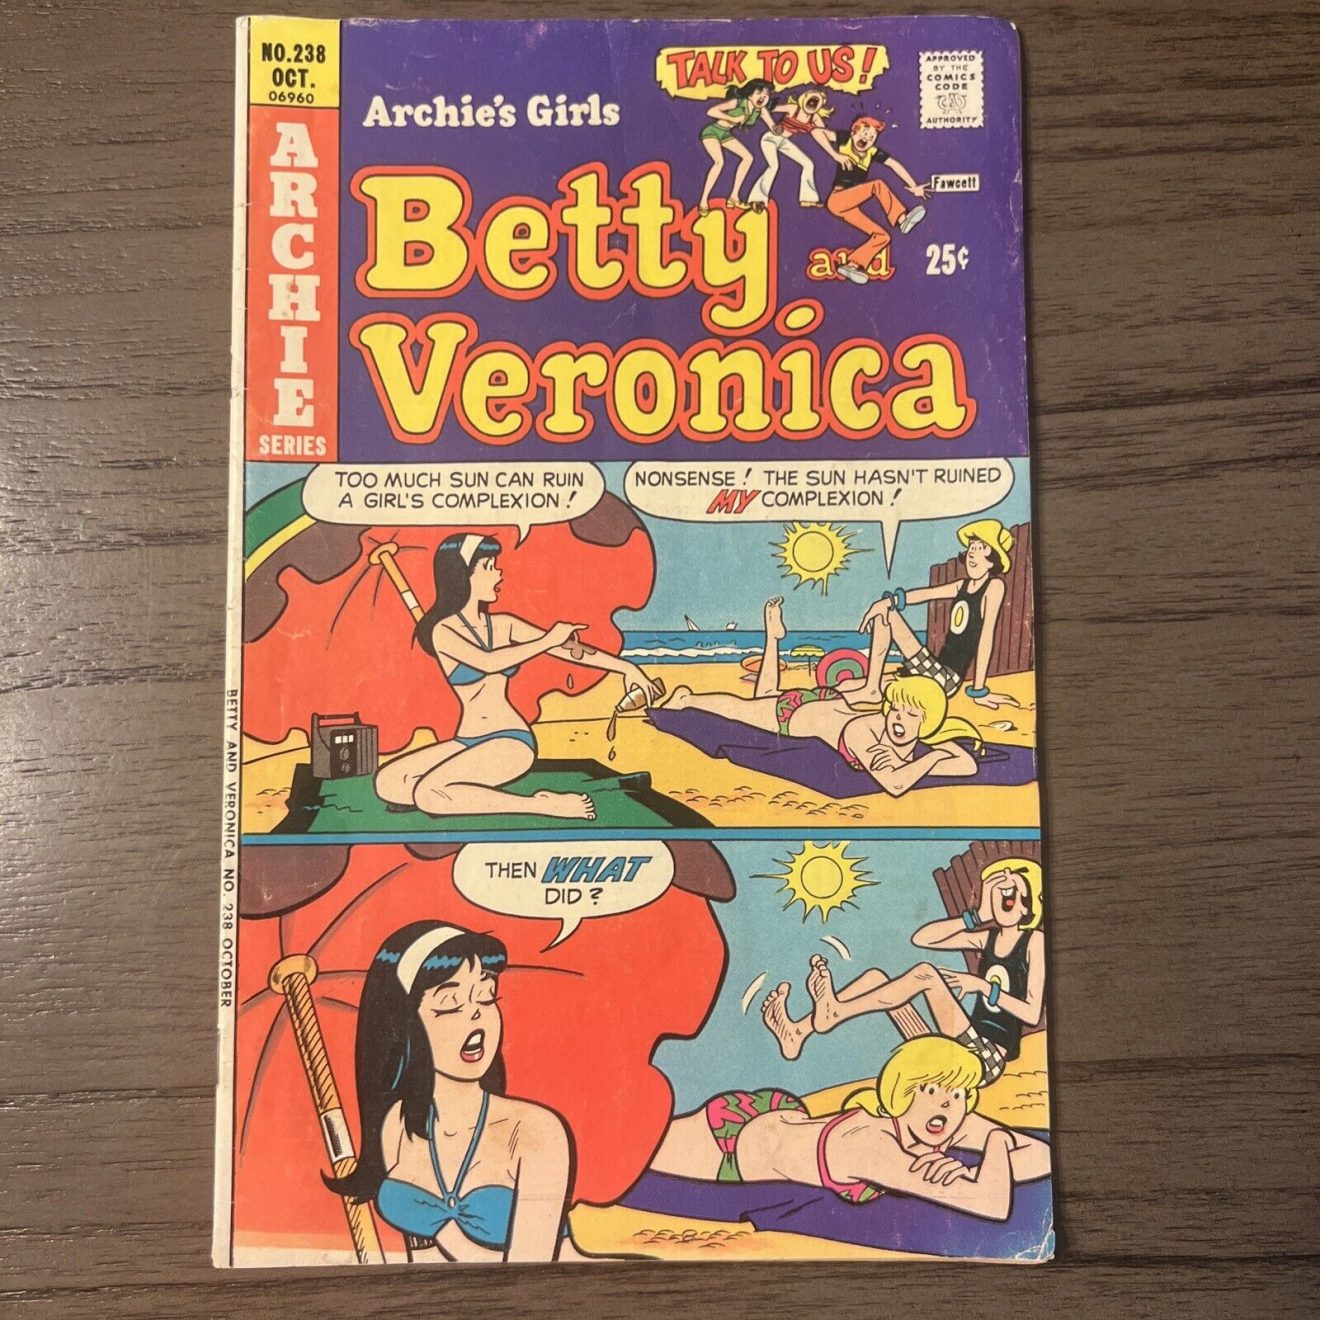 NO.238
OCT.
06960
ARCHIE
SERIES
Archie's Girls
TALK TO US!
APPROVED
BY THE
COMICS
CODE
CA
AUTHORITY
Fawcett
Betty
and
25¢
Veronica
TOO MUCH SUN CAN RUIN
A GIRL'S COMPLEXION!
NONSENSE! THE SUN HASN'T RUINED
MY COMPLEXION!
THEN WHAT
DID?
BETTY AND VERONICA NO. 238 OCTOBER